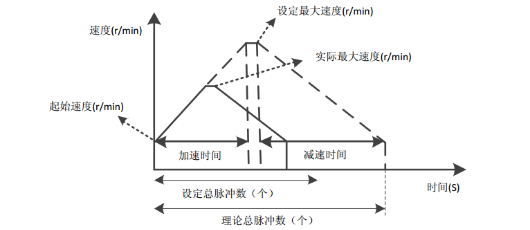 设定最大速度(r/min)
速度(r/min)
实际最大速度(r/min)
起始速度(r/min)
加速时间
减速时间
时间(S)
设定总脉冲数（个）
理论总脉冲数（个）